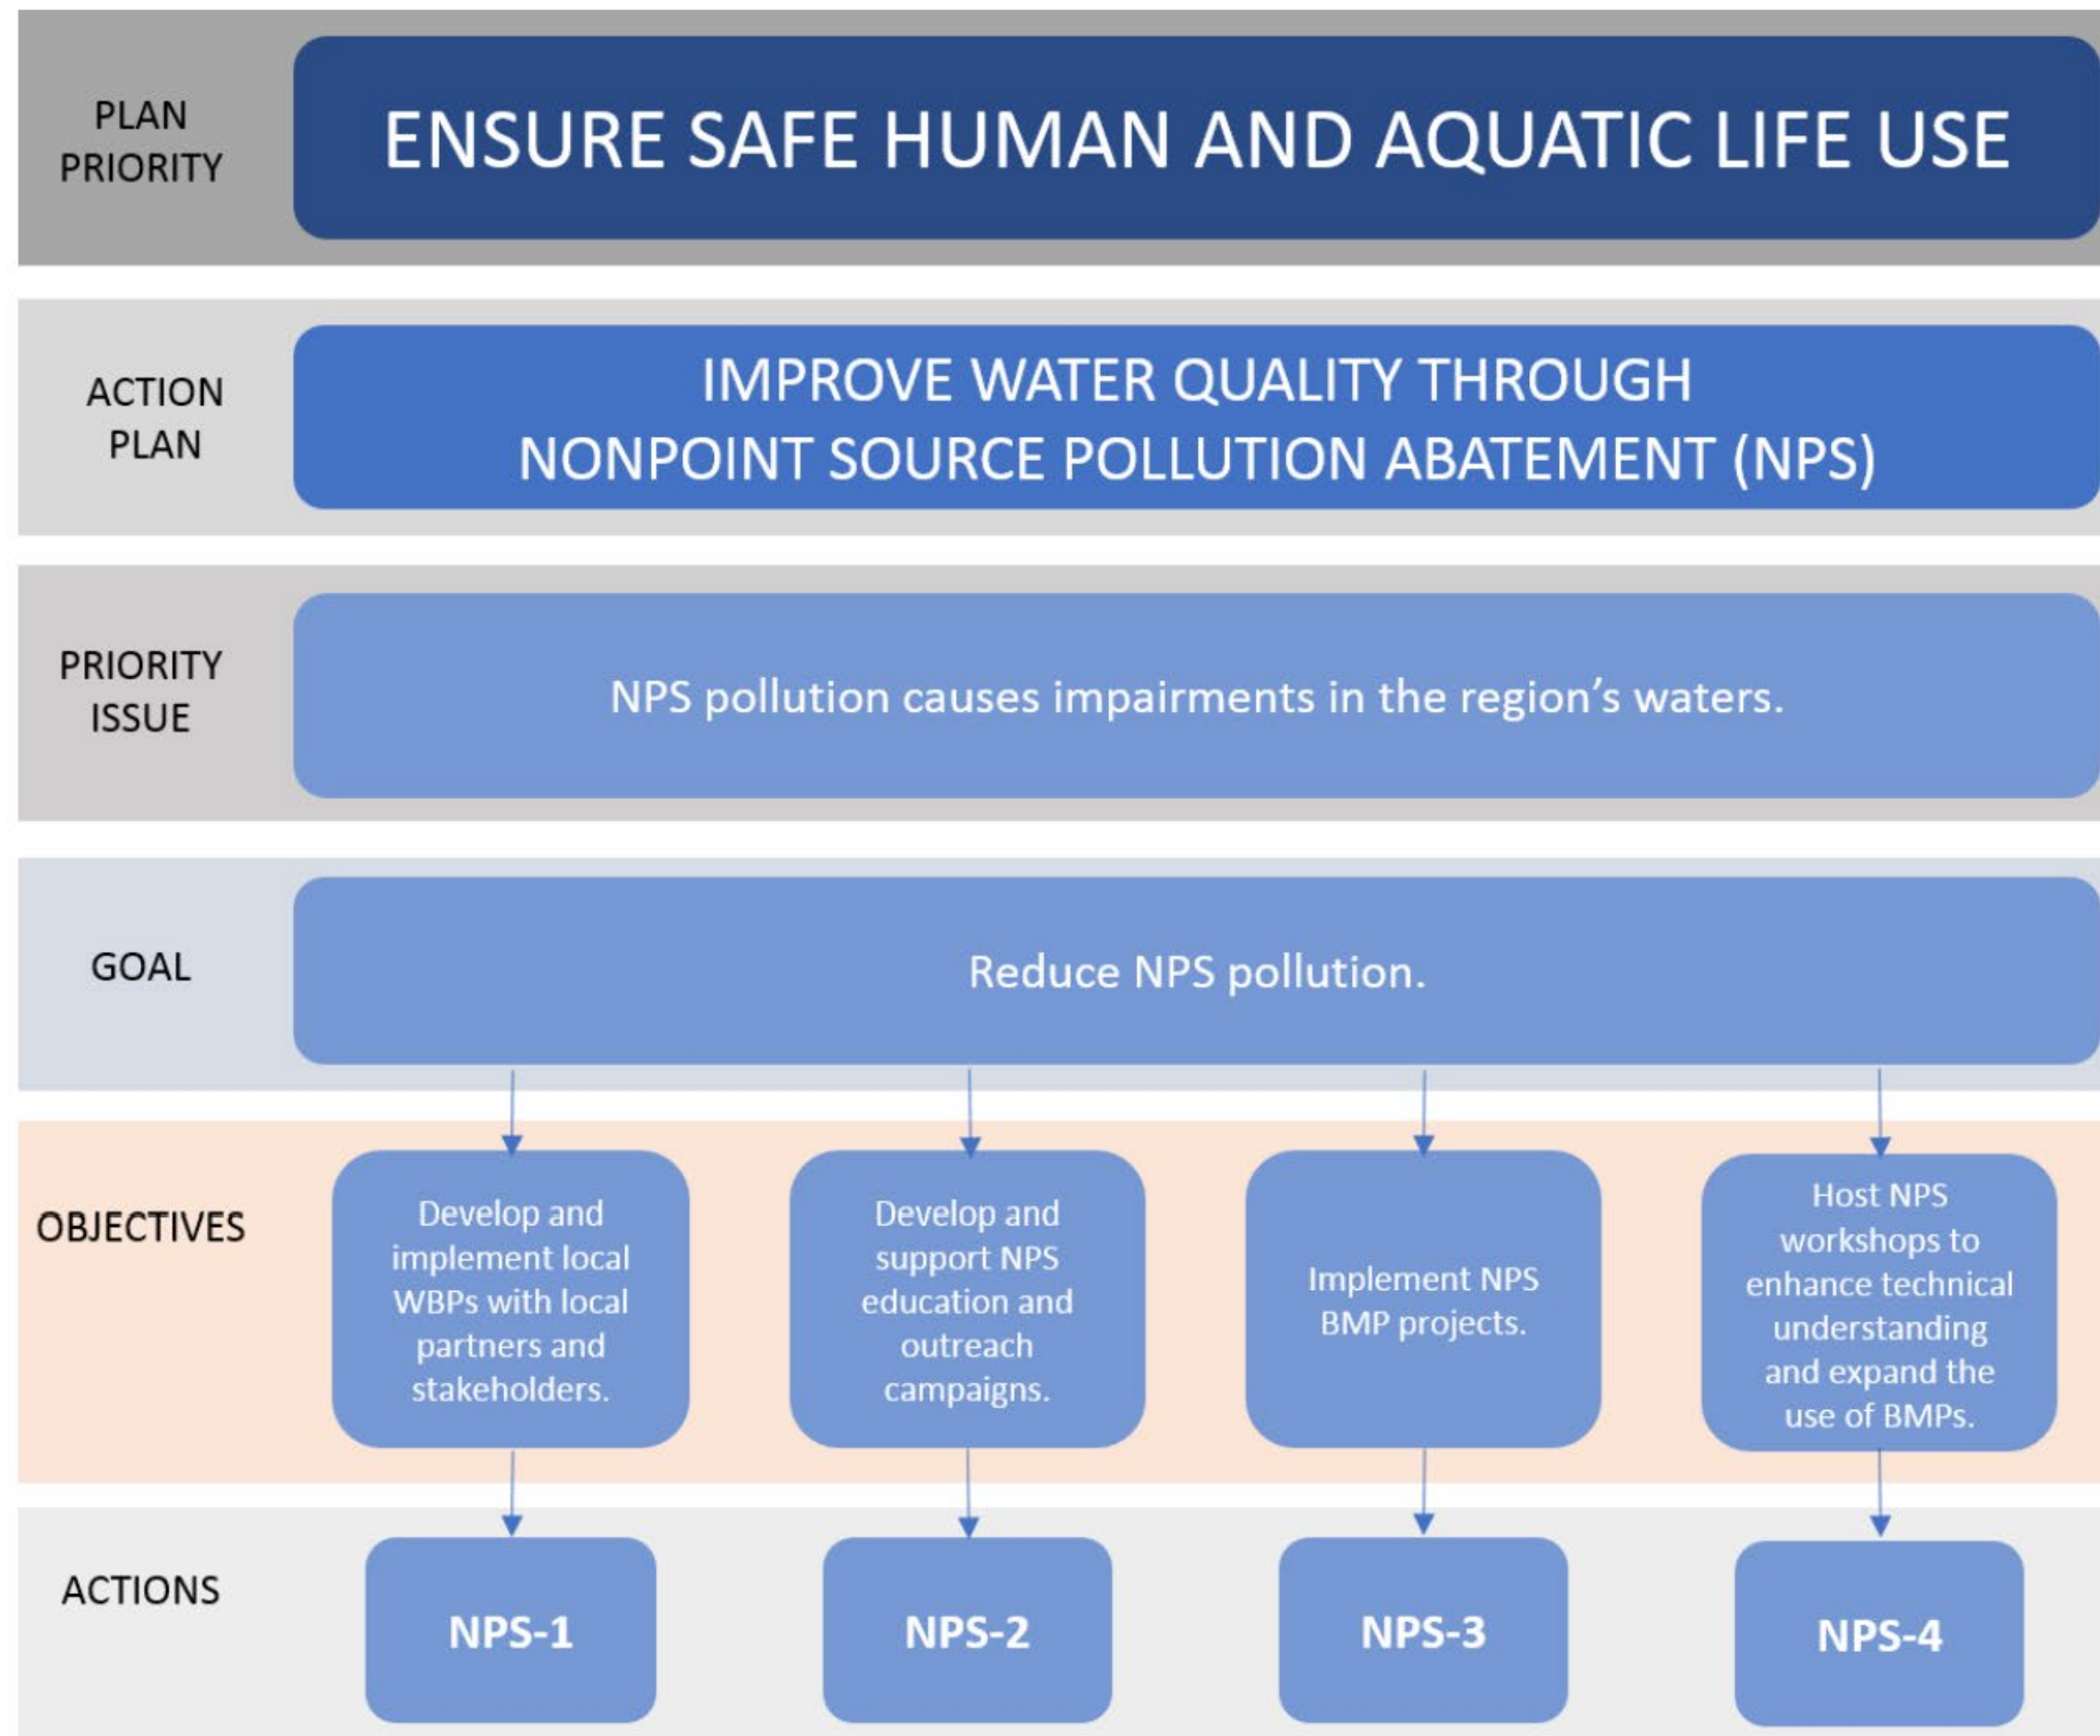 PLAN
PRIORITY
ENSURE SAFE HUMAN AND AQUATIC LIFE USE
ACTION
PLAN
IMPROVE WATER QUALITY THROUGH
NONPOINT SOURCE POLLUTION ABATEMENT (NPS)
PRIORITY
ISSUE
NPS pollution causes impairments in the region’s waters.
GOAL
Reduce NPS pollution.
OBJECTIVES
Develop and
implement local
WBPs with local
partners and
stakeholders.
Develop and
support NPS
education and
outreach
campaigns.
Implement NPS
BMP projects.
Host NPS
workshops to
enhance technical
understanding
and expand the
use of BMPs.
ACTIONS
NPS-1
NPS-2
NPS-3
NPS-4